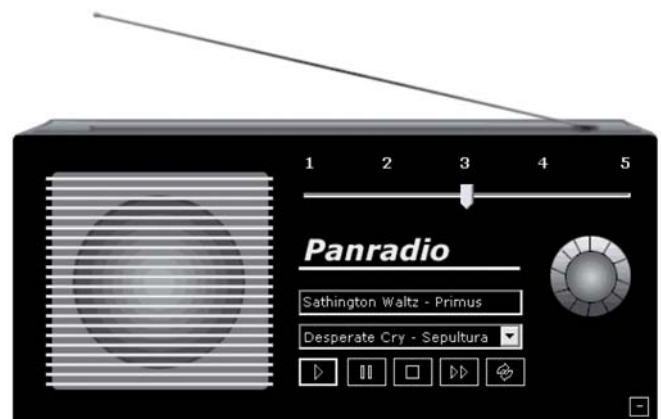 1 2 3 4 5
Panradio
Sathington Waltz - Primus
Desperate Cry - Sepultura